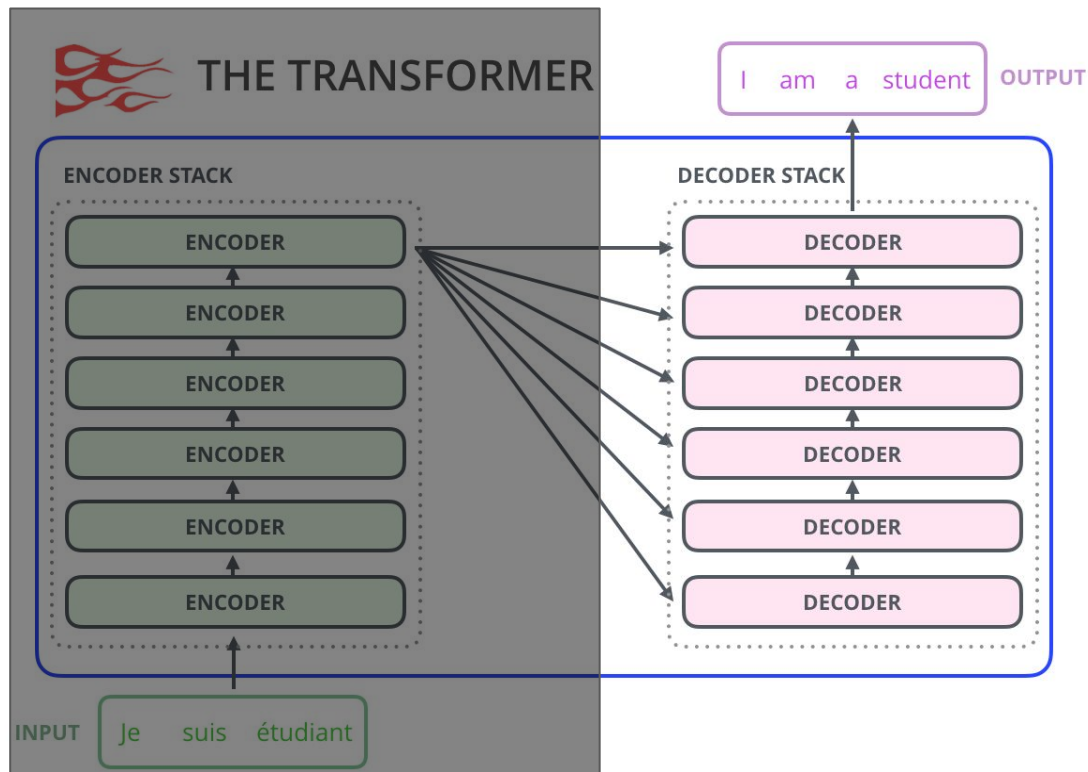 THE TRANSFORMER
I am a student
OUTPUT
ENCODER STACK
ENCODER
ENCODER
ENCODER
ENCODER
ENCODER
ENCODER
DECODER STACK
DECODER
DECODER
DECODER
DECODER
DECODER
DECODER
INPUT
Je suis étudiant